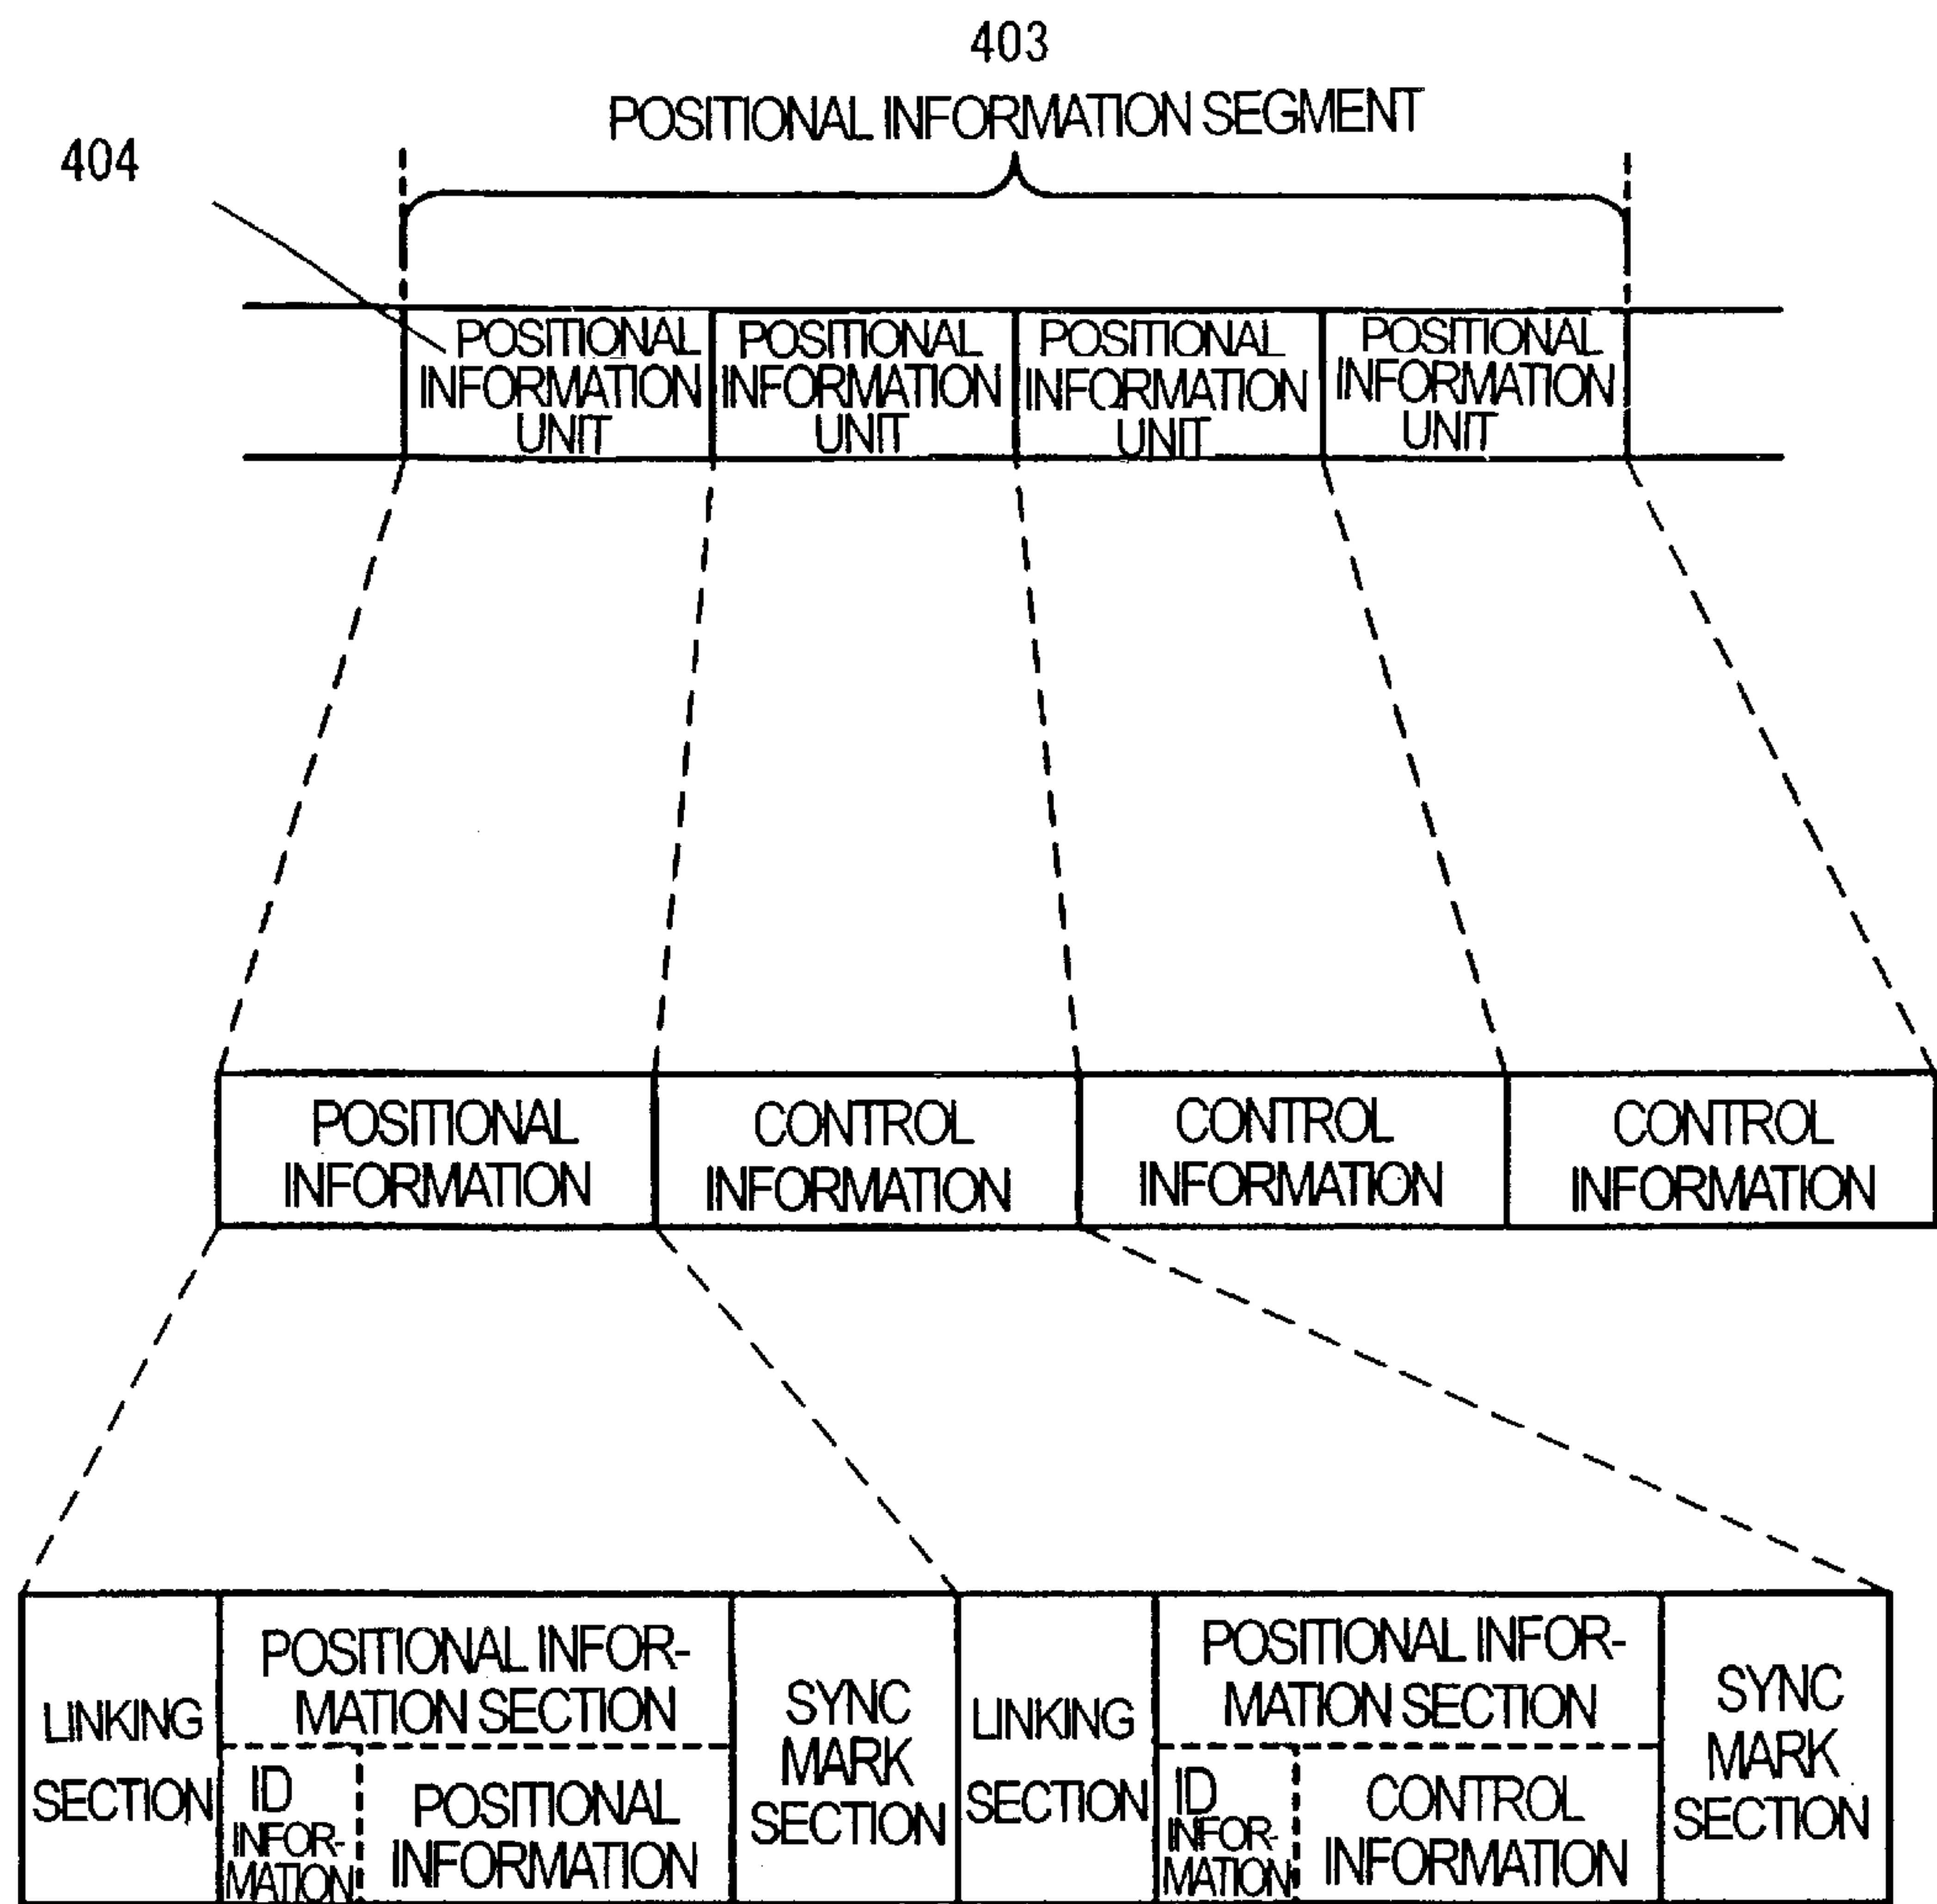 403
POSITIONAL INFORMATION SEGMENT
404
POSITIONAL
INFORMATION
UNIT
POSITIONAL
INFORMATION
UNIT
POSITIONAL
INFORMATION
UNIT
POSITIONAL
INFORMATION
UNIT
POSITIONAL
INFORMATION
CONTROL
INFORMATION
CONTROL
INFORMATION
CONTROL
INFORMATION
LINKING
SECTION
POSITIONAL INFOR-
MATION SECTION
ID
INFOR-
MATION
POSITIONAL
INFORMATION
SYNC
MARK
SECTION
LINKING
SECTION
POSITIONAL INFOR-
MATION SECTION
ID
INFOR-
MATION
CONTROL
INFORMATION
SYNC
MARK
SECTION